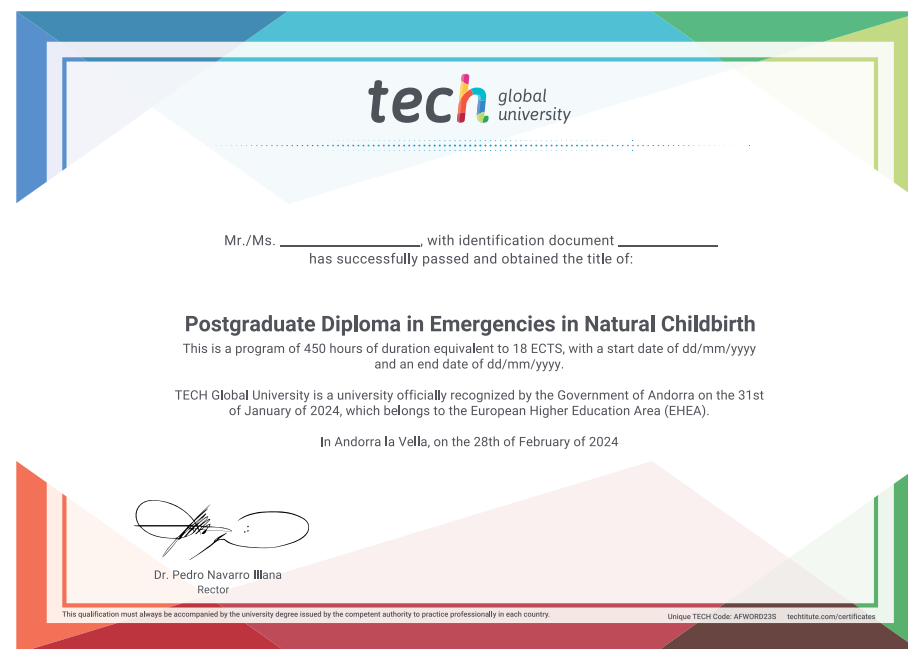 tech global
university
Mr./Ms. ____________________, with identification document ______________
has successfully passed and obtained the title of:
Postgraduate Diploma in Emergencies in Natural Childbirth
This is a program of 450 hours of duration equivalent to 18 ECTS, with a start date of dd/mm/yyyy
and an end date of dd/mm/yyyy.
TECH Global University is a university officially recognized by the Government of Andorra on the 31st
of January of 2024, which belongs to the European Higher Education Area (EHEA).
In Andorra la Vella, on the 28th of February of 2024
Dr. Pedro Navarro Illana
Rector
This qualification must always be accompanied by the university degree issued by the competent authority to practice professionally in each country.
Unique TECH Code: AFWORD23S techtitute.com/certificates